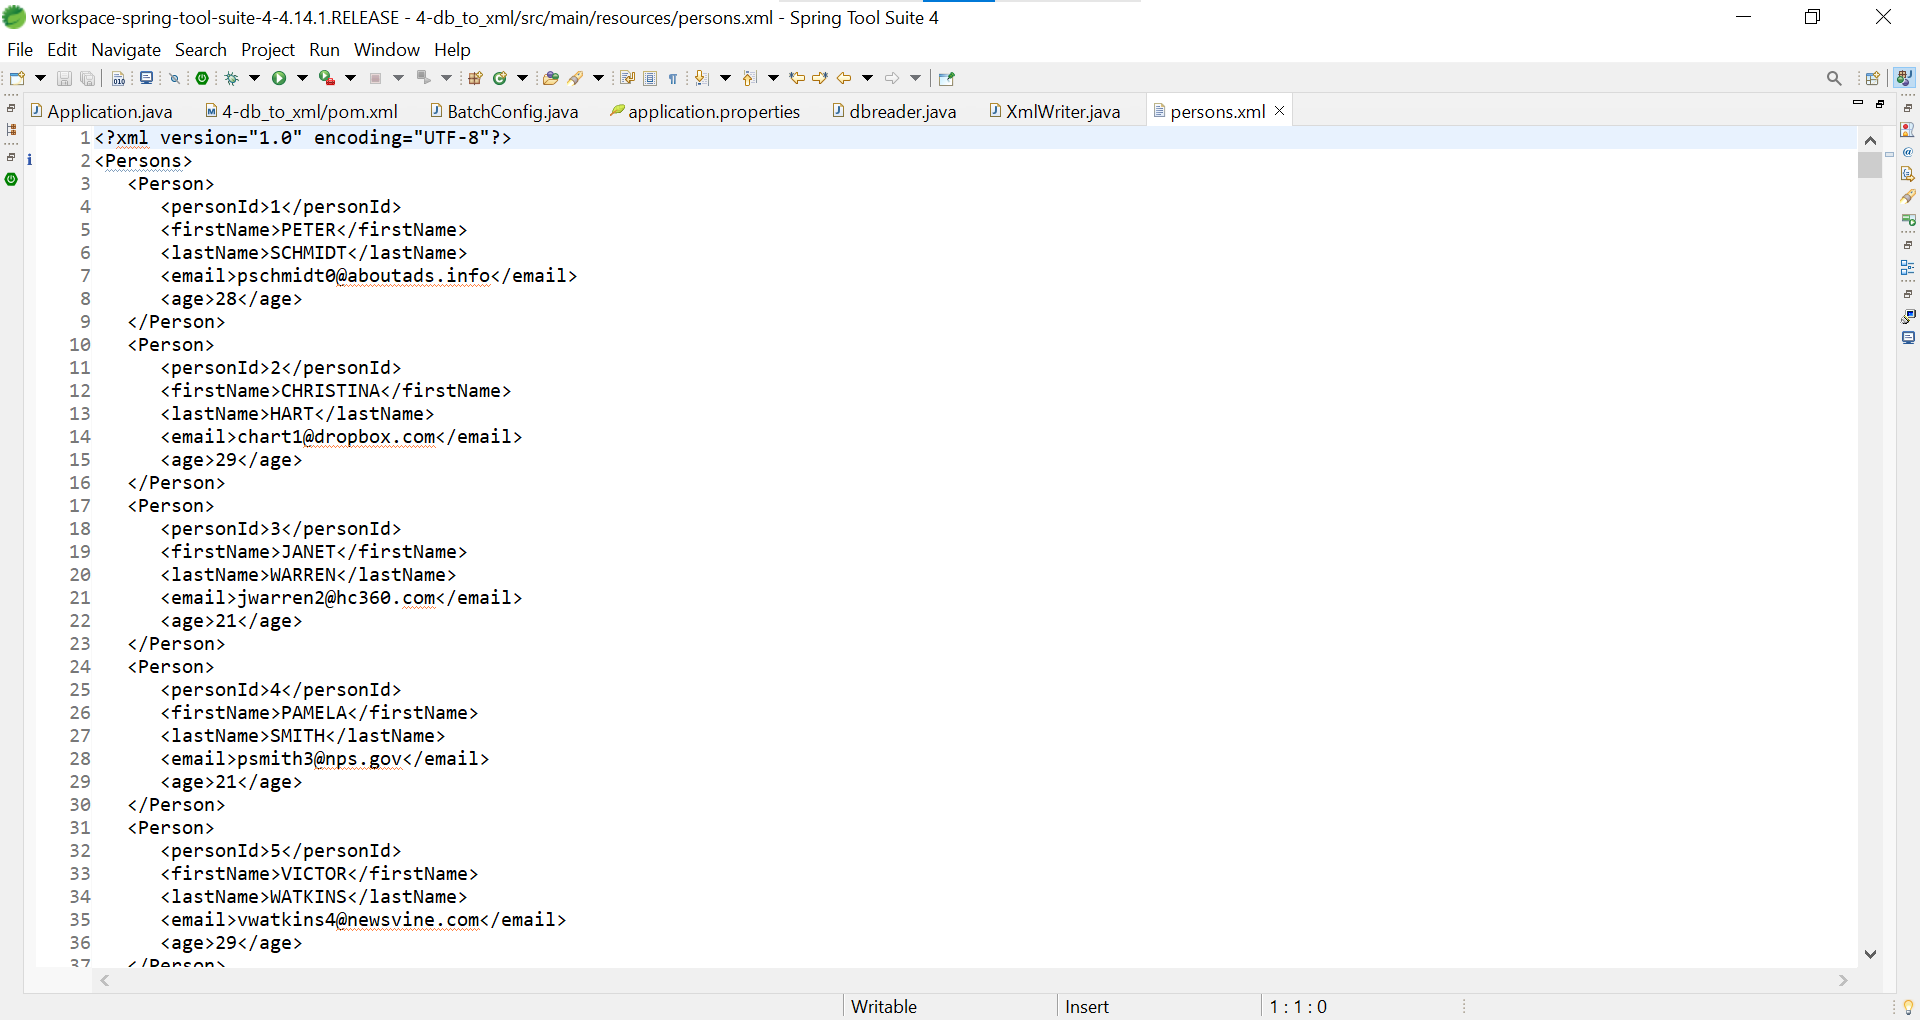 workspace-spring-tool-suite-4-4.14.1.RELEASE - 4-db_to_xml/src/main/resources/persons.xml - Spring Tool Suite 4
File Edit Navigate Search Project Run Window Help
Application.java 4-db_to_xml/pom.xml BatchConfig.java application.properties dbreader.java XmlWriter.java persons.xml
1 <?xml version="1.0" encoding="UTF-8"?>
2 <Persons>
3 <Person>
4 <personId>1</personId>
5 <firstName>PETER</firstName>
6 <lastName>SCHMIDT</lastName>
7 <email>pschmidt0@aboutads.info</email>
8 <age>28</age>
9 </Person>
10 <Person>
11 <personId>2</personId>
12 <firstName>CHRISTINA</firstName>
13 <lastName>HART</lastName>
14 <email>chart1@dropbox.com</email>
15 <age>29</age>
16 </Person>
17 <Person>
18 <personId>3</personId>
19 <firstName>JANET</firstName>
20 <lastName>WARREN</lastName>
21 <email>jwarren2@hc360.com</email>
22 <age>21</age>
23 </Person>
24 <Person>
25 <personId>4</personId>
26 <firstName>PAMELA</firstName>
27 <lastName>SMITH</lastName>
28 <email>psmith3@nps.gov</email>
29 <age>21</age>
30 </Person>
31 <Person>
32 <personId>5</personId>
33 <firstName>VICTOR</firstName>
34 <lastName>WATKINS</lastName>
35 <email>vwatkins4@newsvine.com</email>
36 <age>29</age>
37 </Person>
Writable Insert 1 : 1 : 0